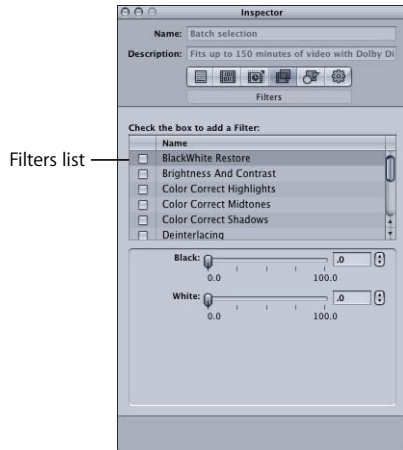 Inspector
Name: Batch selection
Description: Fits up to 150 minutes of video with Dolby Di
Filters
Check the box to add a Filter:
Name
Filters list
BlackWhite Restore
Brightness And Contrast
Color Correct Highlights
Color Correct Midtones
Color Correct Shadows
Deinterlacing
Black: .0
0.0 100.0
White: .0
0.0 100.0